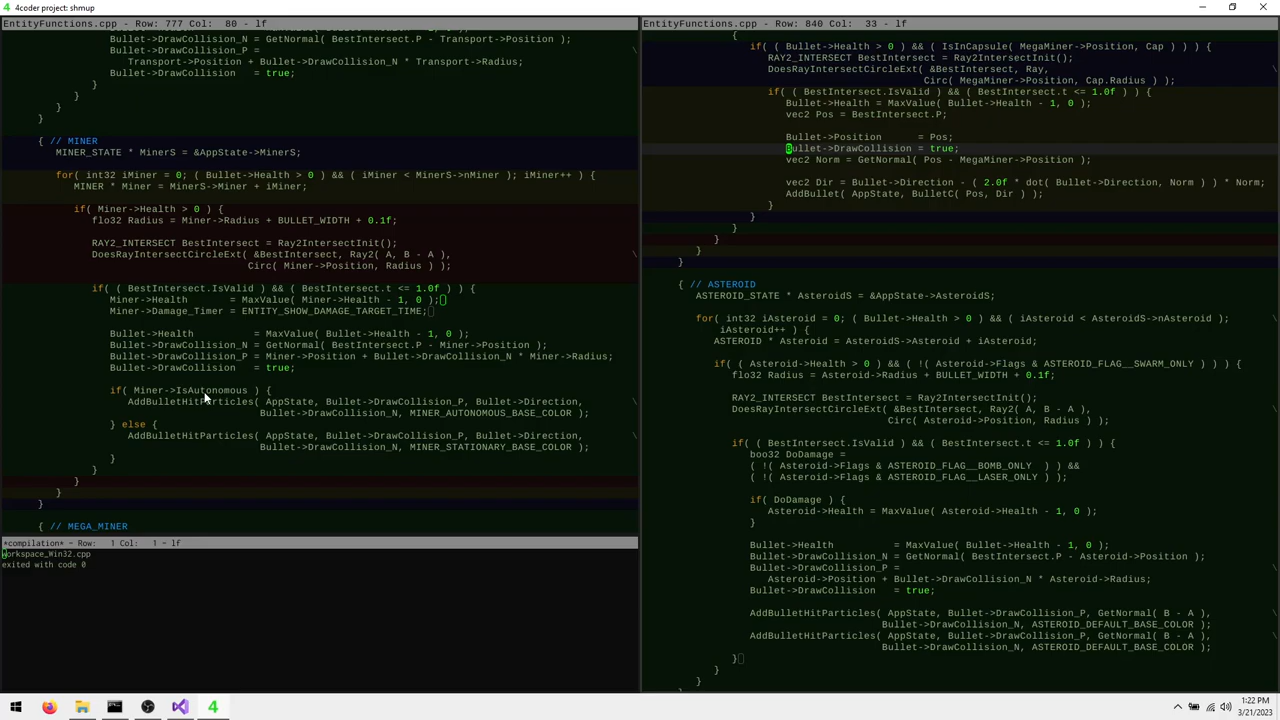 4coder project: shmup
EntityFunctions.cpp - Row: 777 Col:  80 - lf
Bullet->DrawCollision_N = GetNormal( BestIntersect.P - Transport->Position );
Bullet->DrawCollision_P =
Transport->Position + Bullet->DrawCollision_N * Transport->Radius;
Bullet->DrawCollision   = true;
}
}
}
}
{ // MINER
MINER_STATE * MinerS = &AppState->MinerS;
for( int32 iMiner = 0; ( Bullet->Health > 0 ) && ( iMiner < MinerS->nMiner ); iMiner++ ) {
MINER * Miner = MinerS->Miner + iMiner;
if( Miner->Health > 0 ) {
flo32 Radius = Miner->Radius + BULLET_WIDTH + 0.1f;
RAY2_INTERSECT BestIntersect = Ray2IntersectInit();
DoesRayIntersectCircleExt ( &BestIntersect, Ray2( A, B - A ), \
Circ( Miner->Position, Radius ) );
if( ( BestIntersect.IsValid ) && ( BestIntersect.t <= 1.0f ) ) {
Miner->Health       = MaxValue( Miner->Health - 1, 0 );
Miner->Damage_Timer = ENTITY_SHOW_DAMAGE_TARGET_TIME;
Bullet->Health          = MaxValue( Bullet->Health - 1, 0 );
Bullet->DrawCollision_N = GetNormal( BestIntersect.P - Miner->Position );
Bullet->DrawCollision_P = Miner->Position + Bullet->DrawCollision_N * Miner->Radius;
Bullet->DrawCollision   = true;
if( Miner->IsAutonomous ) {
AddBulletHitParticles( AppState, Bullet->DrawCollision_P, Bullet->Direction, \
Bullet->DrawCollision_N, MINER_AUTONOMOUS_BASE_COLOR );
} else {
AddBulletHitParticles( AppState, Bullet->DrawCollision_P, Bullet->Direction, \
Bullet->DrawCollision_N, MINER_STATIONARY_BASE_COLOR );
}
}
}
}
}
{ // MEGA_MINER
*compilation* - Row:   1 Col:   1 - lf
workspace_Win32.cpp
exited with code 0
EntityFunctions.cpp - Row: 840 Col:  33 - lf
{
if( ( Bullet->Health > 0 ) && ( IsInCapsule( MegaMiner->Position, Cap ) ) ) {
RAY2_INTERSECT BestIntersect = Ray2IntersectInit();
DoesRayIntersectCircleExt( &BestIntersect, Ray, \
Circ( MegaMiner->Position, Cap.Radius ) );
if( ( BestIntersect.IsValid ) && ( BestIntersect.t <= 1.0f ) ) {
Bullet->Health = MaxValue( Bullet->Health - 1, 0 );
vec2 Pos = BestIntersect.P;
Bullet->Position      = Pos;
Bullet->DrawCollision = true;
vec2 Norm = GetNormal( Pos - MegaMiner->Position );
vec2 Dir = Bullet->Direction - ( 2.0f * dot( Bullet->Direction, Norm ) ) * Norm;
AddBullet( AppState, BulletC( Pos, Dir ) );
}
}
}
}
}
}
{ // ASTEROID
ASTEROID_STATE * AsteroidS = &AppState->AsteroidS;
for( int32 iAsteroid = 0; ( Bullet->Health > 0 ) && ( iAsteroid < AsteroidS->nAsteroid ); \
iAsteroid++ ) {
ASTEROID * Asteroid = AsteroidS->Asteroid + iAsteroid;
if( ( Asteroid->Health > 0 ) && ( !( Asteroid->Flags & ASTEROID_FLAG__SWARM_ONLY ) ) ) {
flo32 Radius = Asteroid->Radius + BULLET_WIDTH + 0.1f;
RAY2_INTERSECT BestIntersect = Ray2IntersectInit();
DoesRayIntersectCircleExt( &BestIntersect, Ray2( A, B - A ), \
Circ( Asteroid->Position, Radius ) );
if( ( BestIntersect.IsValid ) && ( BestIntersect.t <= 1.0f ) ) {
boo32 DoDamage =
( !( Asteroid->Flags & ASTEROID_FLAG__BOMB_ONLY  ) ) &&
( !( Asteroid->Flags & ASTEROID_FLAG__LASER_ONLY ) );
if( DoDamage ) {
Asteroid->Health = MaxValue( Asteroid->Health - 1, 0 );
}
Bullet->Health          = MaxValue( Bullet->Health - 1, 0 );
Bullet->DrawCollision_N = GetNormal( BestIntersect.P - Asteroid->Position );
Bullet->DrawCollision_P =
Asteroid->Position + Bullet->DrawCollision_N * Asteroid->Radius;
Bullet->DrawCollision   = true;
AddBulletHitParticles( AppState, Bullet->DrawCollision_P, GetNormal( B - A ), \
Bullet->DrawCollision_N, ASTEROID_DEFAULT_BASE_COLOR );
AddBulletHitParticles( AppState, Bullet->DrawCollision_P, GetNormal( B - A ), \
Bullet->DrawCollision_N, ASTEROID_DEFAULT_BASE_COLOR );
}
}
}
1:22 PM
3/21/2023